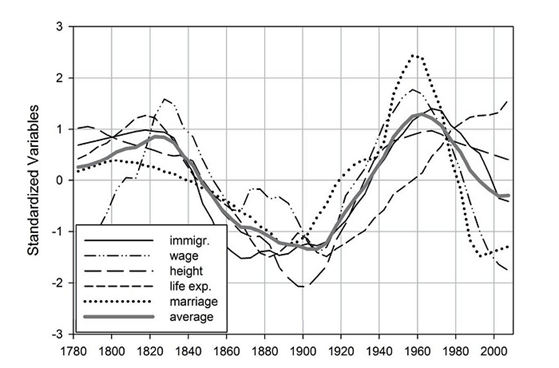 3
2
1
0
-1
-2
-3
Standardized Variables
immigr.
wage
height
life exp.
marriage
average
1780 1800 1820 1840 1860 1880 1900 1920 1940 1960 1980 2000